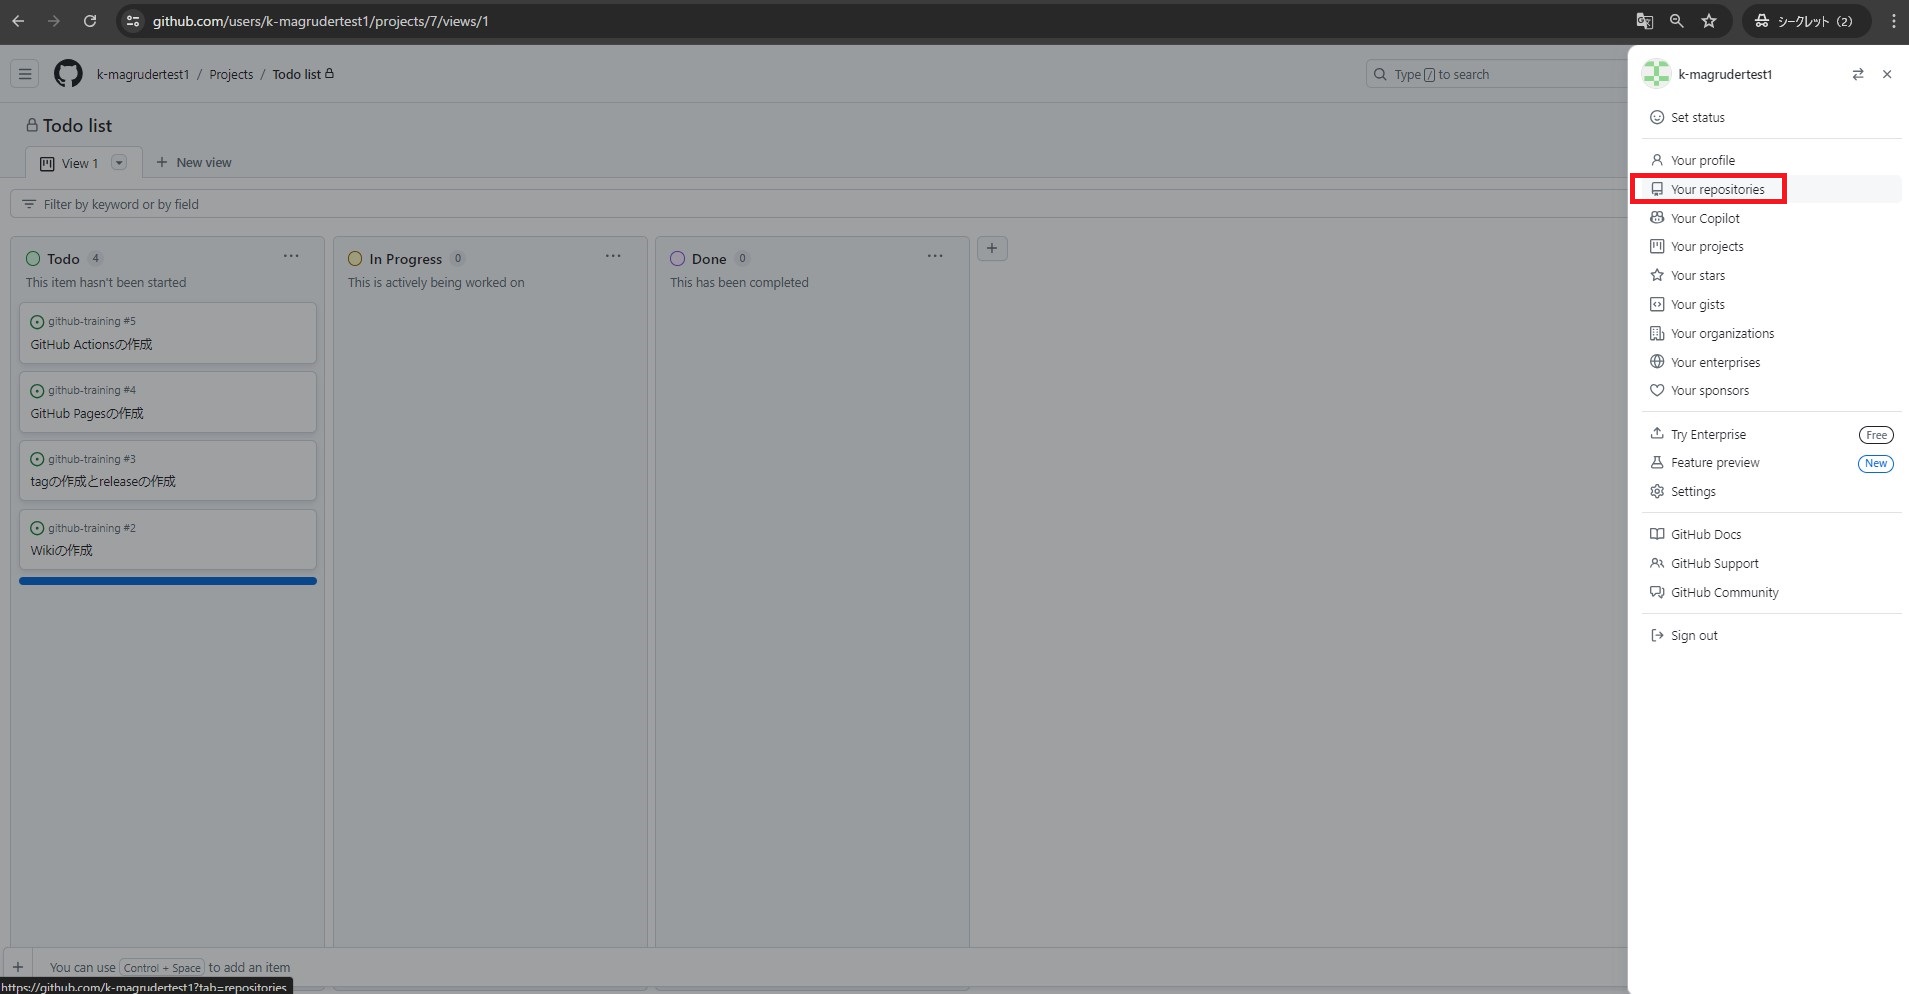 github.com/users/k-magrudertest1/projects/7/views/1
シークレット (2)
k-magrudertest1 / Projects / Todo list
Type / to search
Todo list
View 1
New view
Filter by keyword or by field
Todo 4
This item hasn't been started
github-training #5
GitHub Actionsの作成
github-training #4
GitHub Pagesの作成
github-training #3
tagの作成とreleaseの作成
github-training #2
Wikiの作成
In Progress 0
This is actively being worked on
Done 0
This has been completed
You can use Control + Space to add an item
https://github.com/k-magrudertest1?tab=repositories
k-magrudertest1
Set status
Your profile
Your repositories
Your Copilot
Your projects
Your stars
Your gists
Your organizations
Your enterprises
Your sponsors
Try Enterprise Free
Feature preview New
Settings
GitHub Docs
GitHub Support
GitHub Community
Sign out